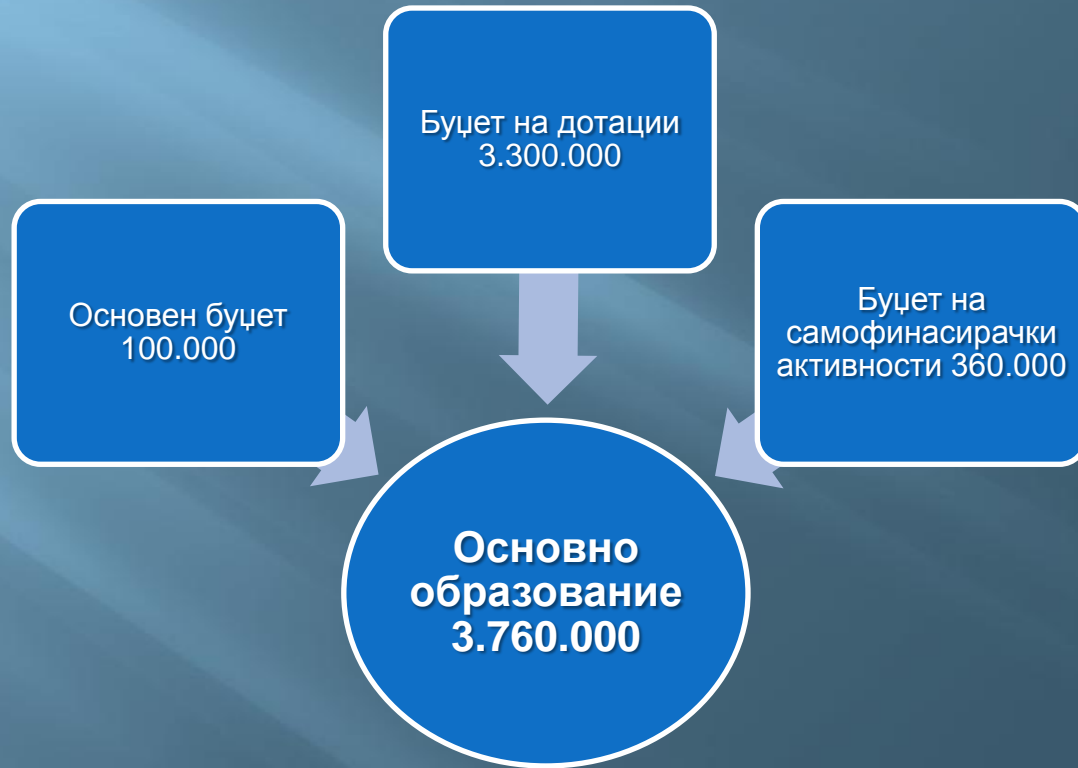 Буџет на дотации
3.300.000
Основен буџет
100.000
Буџет на
самофинасирачки
активности 360.000
Основно
образование
3.760.000